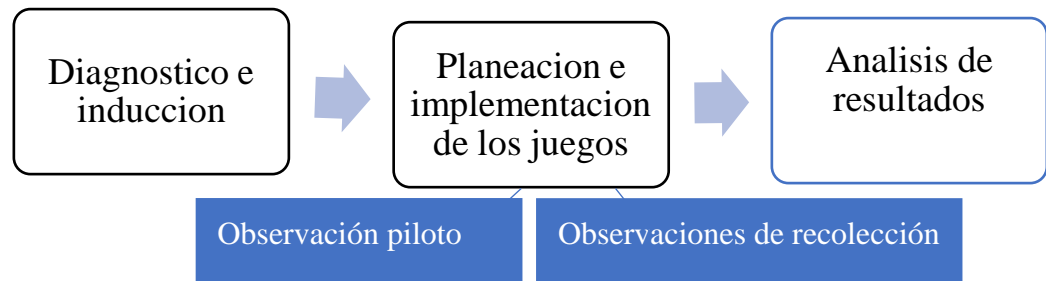 Diagnostico e
induccion
Planeacion e
implementacion
de los juegos
Analisis de
resultados
Observación piloto
Observaciones de recolección